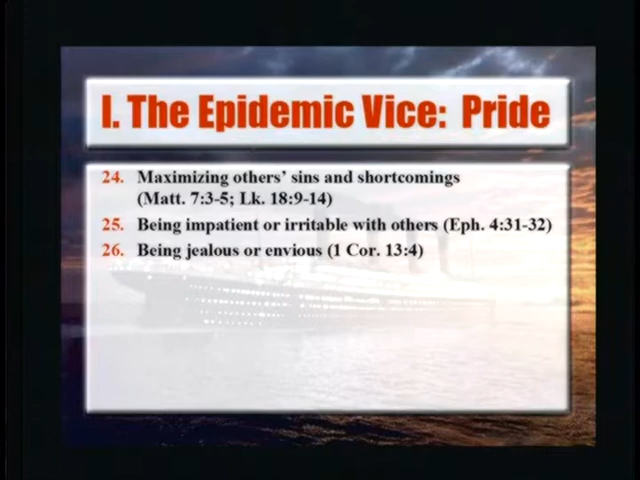 I. The Epidemic Vice: Pride
24. Maximizing others’ sins and shortcomings
(Matt. 7:3-5; Lk. 18:9-14)
25. Being impatient or irritable with others (Eph. 4:31-32)
26. Being jealous or envious (1 Cor. 13:4)